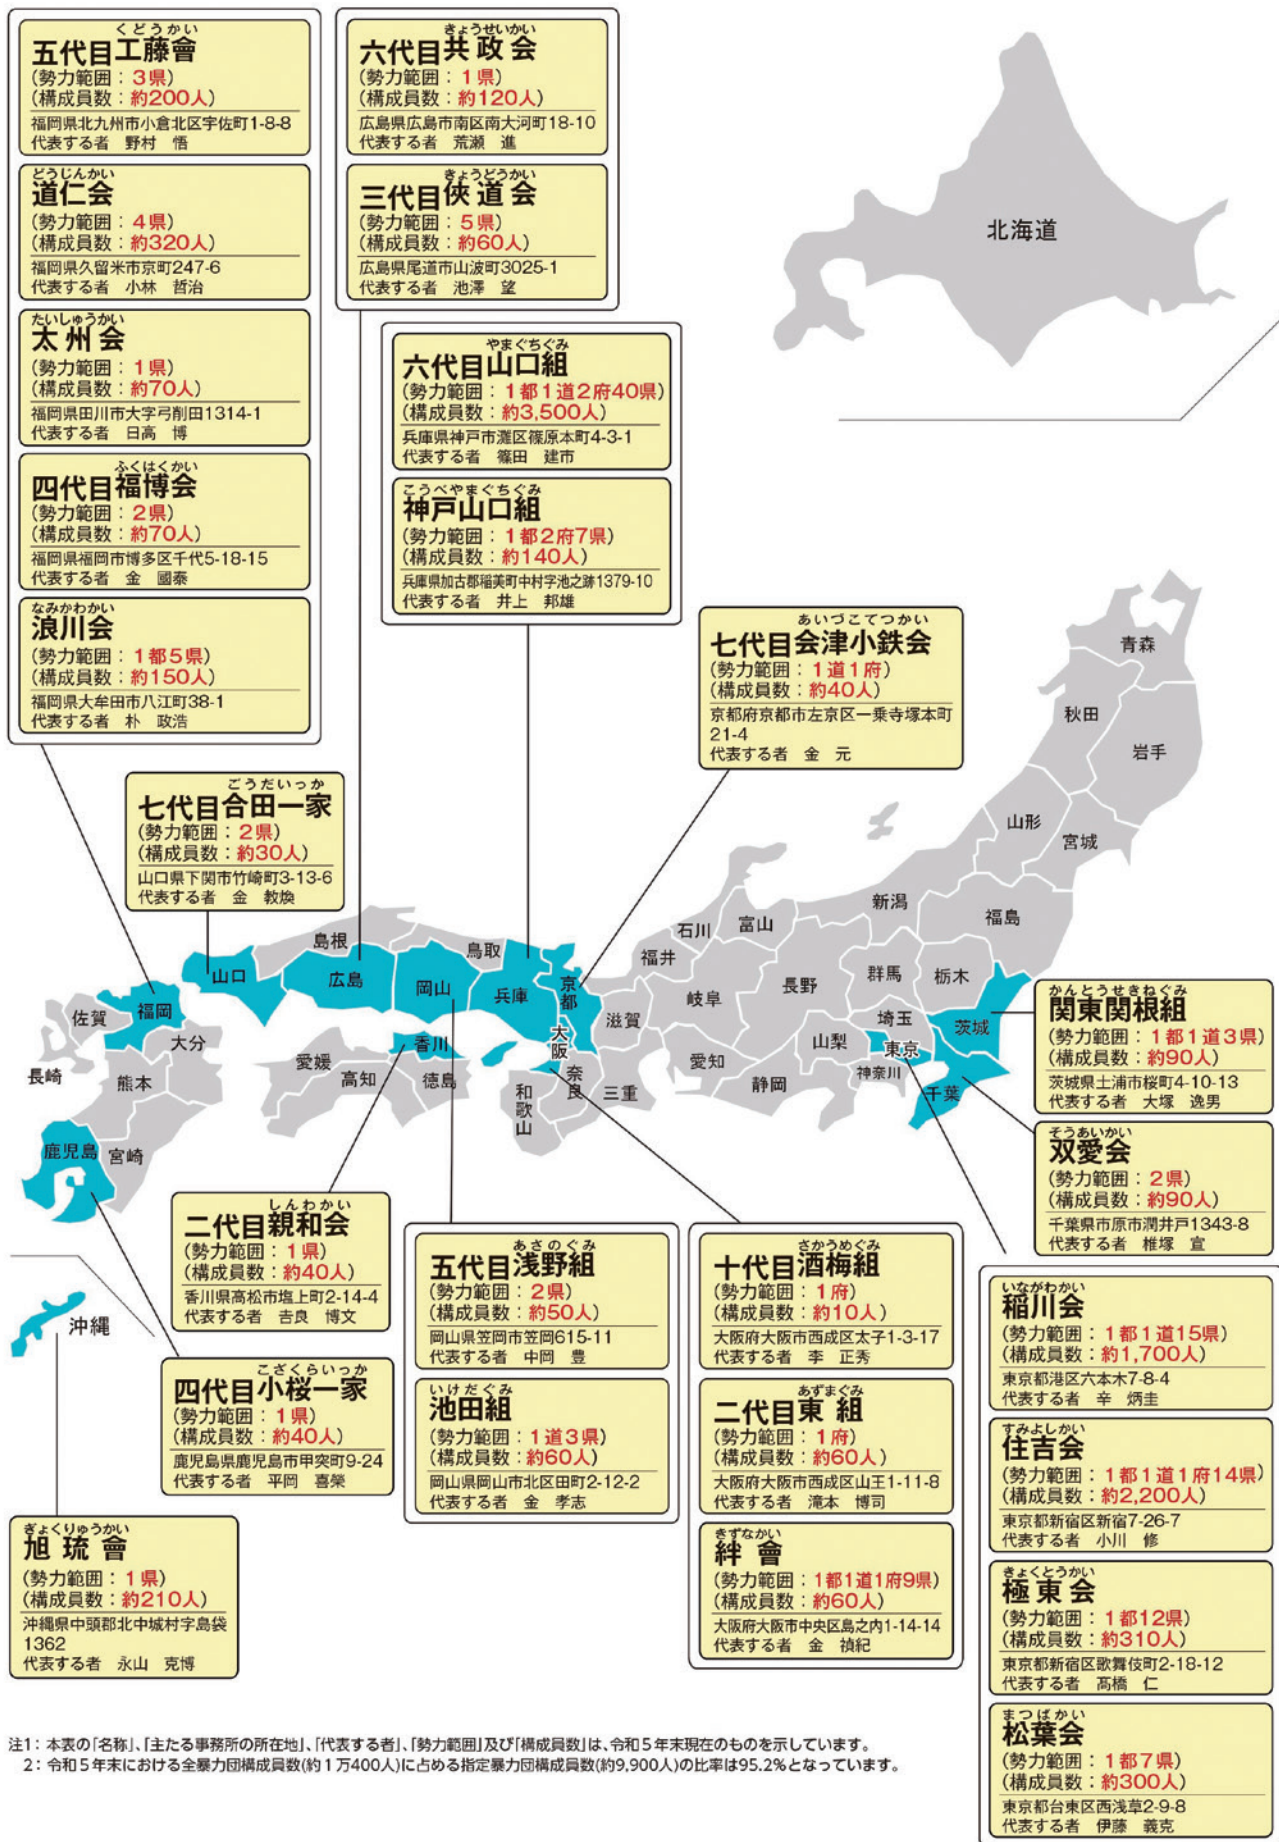 くどうかい
五代目工藤會
(勢力範囲：3県)
(構成員数：約200人)
福岡県北九州市小倉北区宇佐町1-8-8
代表する者　野村　悟
どうじんかい
道仁会
(勢力範囲：4県)
(構成員数：約320人)
福岡県久留米市京町247-6
代表する者　小林　哲治
たいしゅうかい
太州会
(勢力範囲：1県)
(構成員数：約70人)
福岡県田川市大字弓削田1314-1
代表する者　日高　博
ふくはくかい
四代目福博会
(勢力範囲：2県)
(構成員数：約70人)
福岡県福岡市博多区千代5-18-15
代表する者　金　國泰
なみかわかい
浪川会
(勢力範囲：1都5県)
(構成員数：約150人)
福岡県大牟田市八江町38-1
代表する者　朴　政浩
きょうせいかい
六代目共政会
(勢力範囲：1県)
(構成員数：約120人)
広島県広島市南区南大河町18-10
代表する者　荒瀬　進
きょうどうかい
三代目俠道会
(勢力範囲：5県)
(構成員数：約60人)
広島県尾道市山波町3025-1
代表する者　池澤　望
やまぐちぐみ
六代目山口組
(勢力範囲：1都1道2府40県)
(構成員数：約3,500人)
兵庫県神戸市灘区篠原本町4-3-1
代表する者　篠田　建市
こうべやまぐちぐみ
神戸山口組
(勢力範囲：1都2府7県)
(構成員数：約140人)
兵庫県加古郡稲美町中村字池之跡1379-10
代表する者　井上　邦雄
あいづこてつかい
七代目会津小鉄会
(勢力範囲：1道1府)
(構成員数：約40人)
京都府京都市左京区一乗寺塚本町
21-4
代表する者　金　元
ごうだいっか
七代目合田一家
(勢力範囲：2県)
(構成員数：約30人)
山口県下関市竹崎町3-13-6
代表する者　金　教煥
北海道
青森
秋田
岩手
山形
宮城
新潟
福島
石川
富山
福井
群馬
栃木
長野
岐阜
埼玉
茨城
山梨
東京
神奈川
千葉
静岡
愛知
滋賀
三重
奈良
和歌山
大阪
京都
兵庫
鳥取
岡山
島根
広島
山口
香川
徳島
愛媛
高知
福岡
佐賀
長崎
大分
熊本
宮崎
鹿児島
沖縄
かんとうせきねぐみ
関東関根組
(勢力範囲：1都1道3県)
(構成員数：約90人)
茨城県土浦市桜町4-10-13
代表する者　大塚　逸男
そうあいかい
双愛会
(勢力範囲：2県)
(構成員数：約90人)
千葉県市原市潤井戸1343-8
代表する者　椎塚　宣
しんわかい
二代目親和会
(勢力範囲：1県)
(構成員数：約40人)
香川県高松市塩上町2-14-4
代表する者　吉良　博文
こざくらいっか
四代目小桜一家
(勢力範囲：1県)
(構成員数：約40人)
鹿児島県鹿児島市甲突町9-24
代表する者　平岡　喜榮
ぎょくりゅうかい
旭琉會
(勢力範囲：1県)
(構成員数：約210人)
沖縄県中頭郡北中城村字島袋
1362
代表する者　永山　克博
あさのぐみ
五代目浅野組
(勢力範囲：2県)
(構成員数：約50人)
岡山県笠岡市笠岡615-11
代表する者　中岡　豊
いけだぐみ
池田組
(勢力範囲：1道3県)
(構成員数：約60人)
岡山県岡山市北区田町2-12-2
代表する者　金　孝志
さかうめぐみ
十代目酒梅組
(勢力範囲：1府)
(構成員数：約10人)
大阪府大阪市西成区太子1-3-17
代表する者　李　正秀
あずまぐみ
二代目東組
(勢力範囲：1府)
(構成員数：約60人)
大阪府大阪市西成区山王1-11-8
代表する者　滝本　博司
きずなかい
絆會
(勢力範囲：1都1道1府9県)
(構成員数：約60人)
大阪府大阪市中央区島之内1-14-14
代表する者　金　禎紀
いながわかい
稲川会
(勢力範囲：1都1道15県)
(構成員数：約1,700人)
東京都港区六本木7-8-4
代表する者　辛　炳圭
すみよしかい
住吉会
(勢力範囲：1都1道1府14県)
(構成員数：約2,200人)
東京都新宿区新宿7-26-7
代表する者　小川　修
きょくとうかい
極東会
(勢力範囲：1都12県)
(構成員数：約310人)
東京都新宿区歌舞伎町2-18-12
代表する者　髙橋　仁
まつばかい
松葉会
(勢力範囲：1都7県)
(構成員数：約300人)
東京都台東区西浅草2-9-8
代表する者　伊藤　義克
注1：本表の「名称」、「主たる事務所の所在地」、「代表する者」、「勢力範囲」及び「構成員数」は、令和5年末現在のものを示しています。
2：令和5年末における全暴力団構成員数(約1万400人)に占める指定暴力団構成員数(約9,900人)の比率は95.2%となっています。